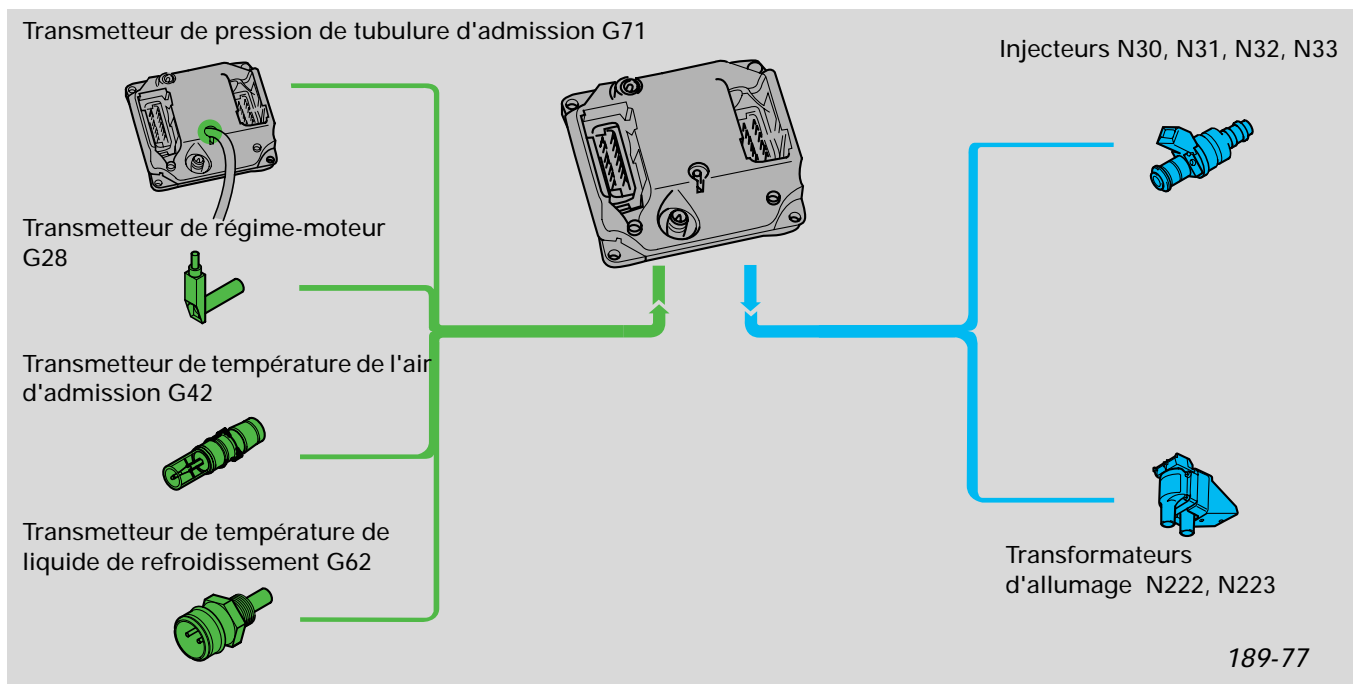 Transmetteur de pression de tubulure d'admission G71
Injecteurs N30, N31, N32, N33
Transmetteur de régime-moteur
G28
Transmetteur de température de l'air
d'admission G42
Transmetteur de température de
liquide de refroidissement G62
Transformateurs
d'allumage N222, N223
189-77